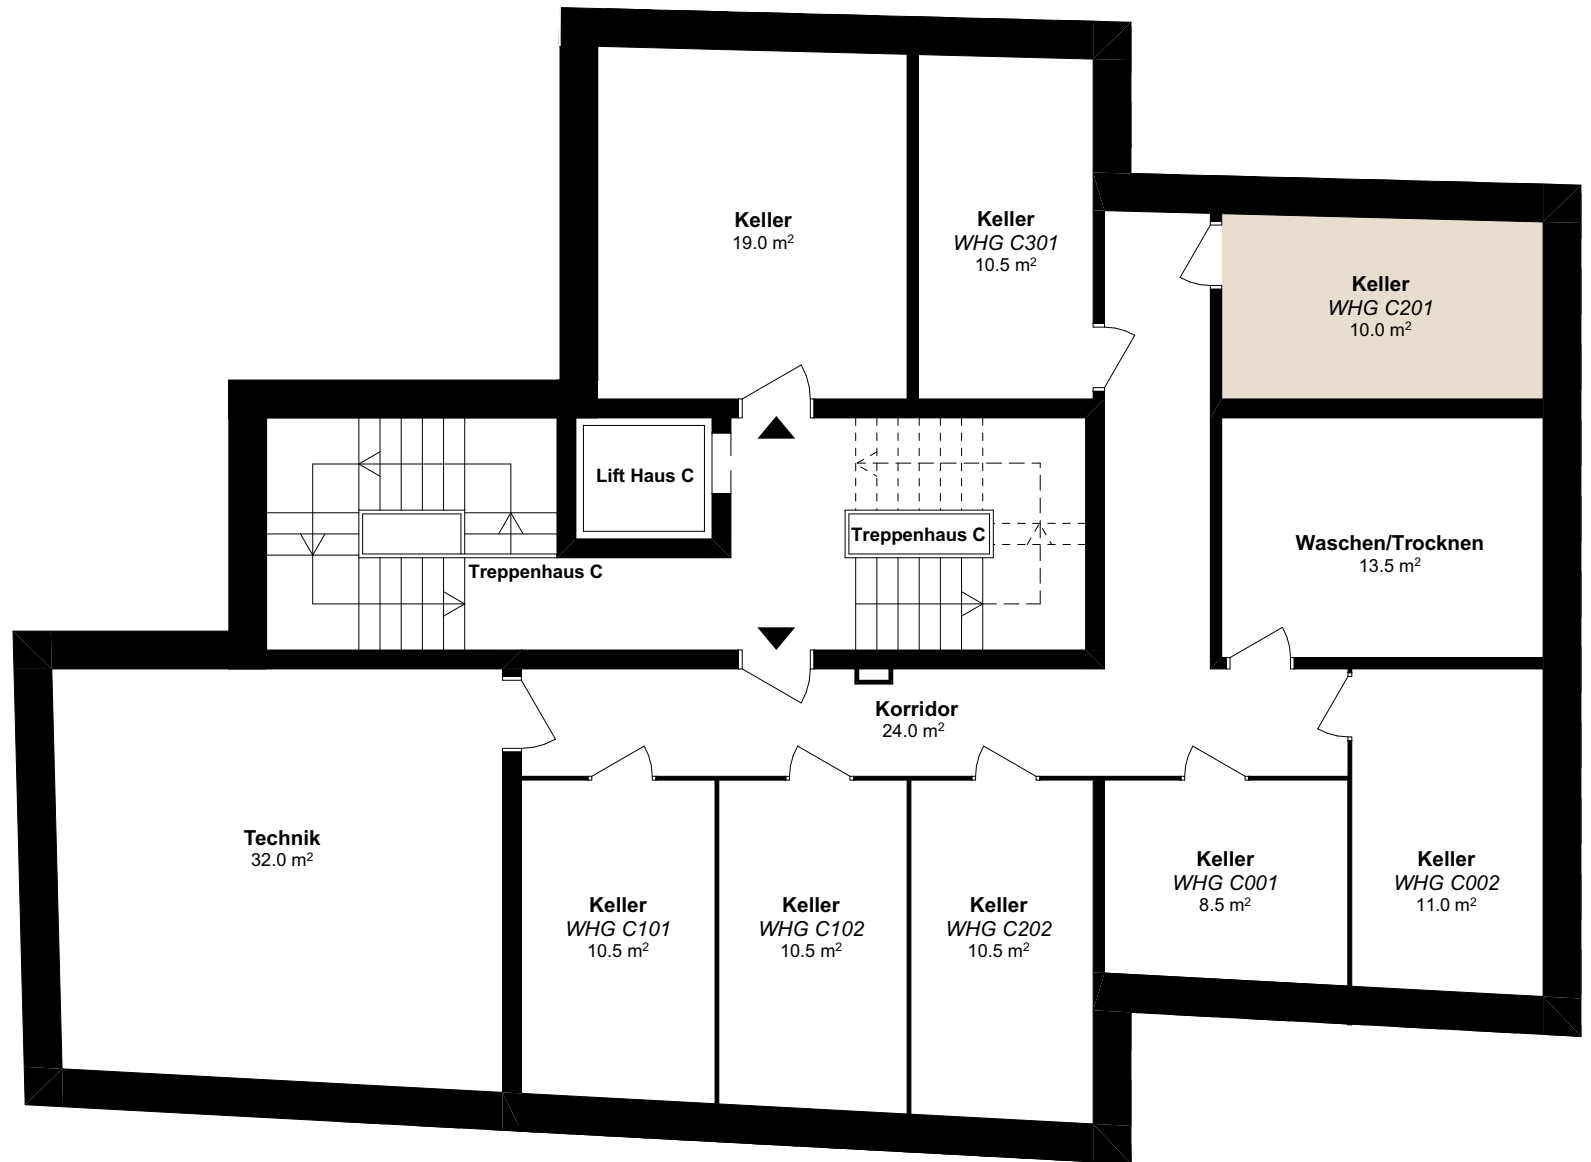 Keller
19.0 m²
Keller
WHG C301
10.5 m²
Keller
WHG C201
10.0 m²
Lift Haus C
Treppenhaus C
Treppenhaus C
Waschen/Trocknen
13.5 m²
Korridor
24.0 m²
Technik
32.0 m²
Keller
WHG C101
10.5 m²
Keller
WHG C102
10.5 m²
Keller
WHG C202
10.5 m²
Keller
WHG C001
8.5 m²
Keller
WHG C002
11.0 m²